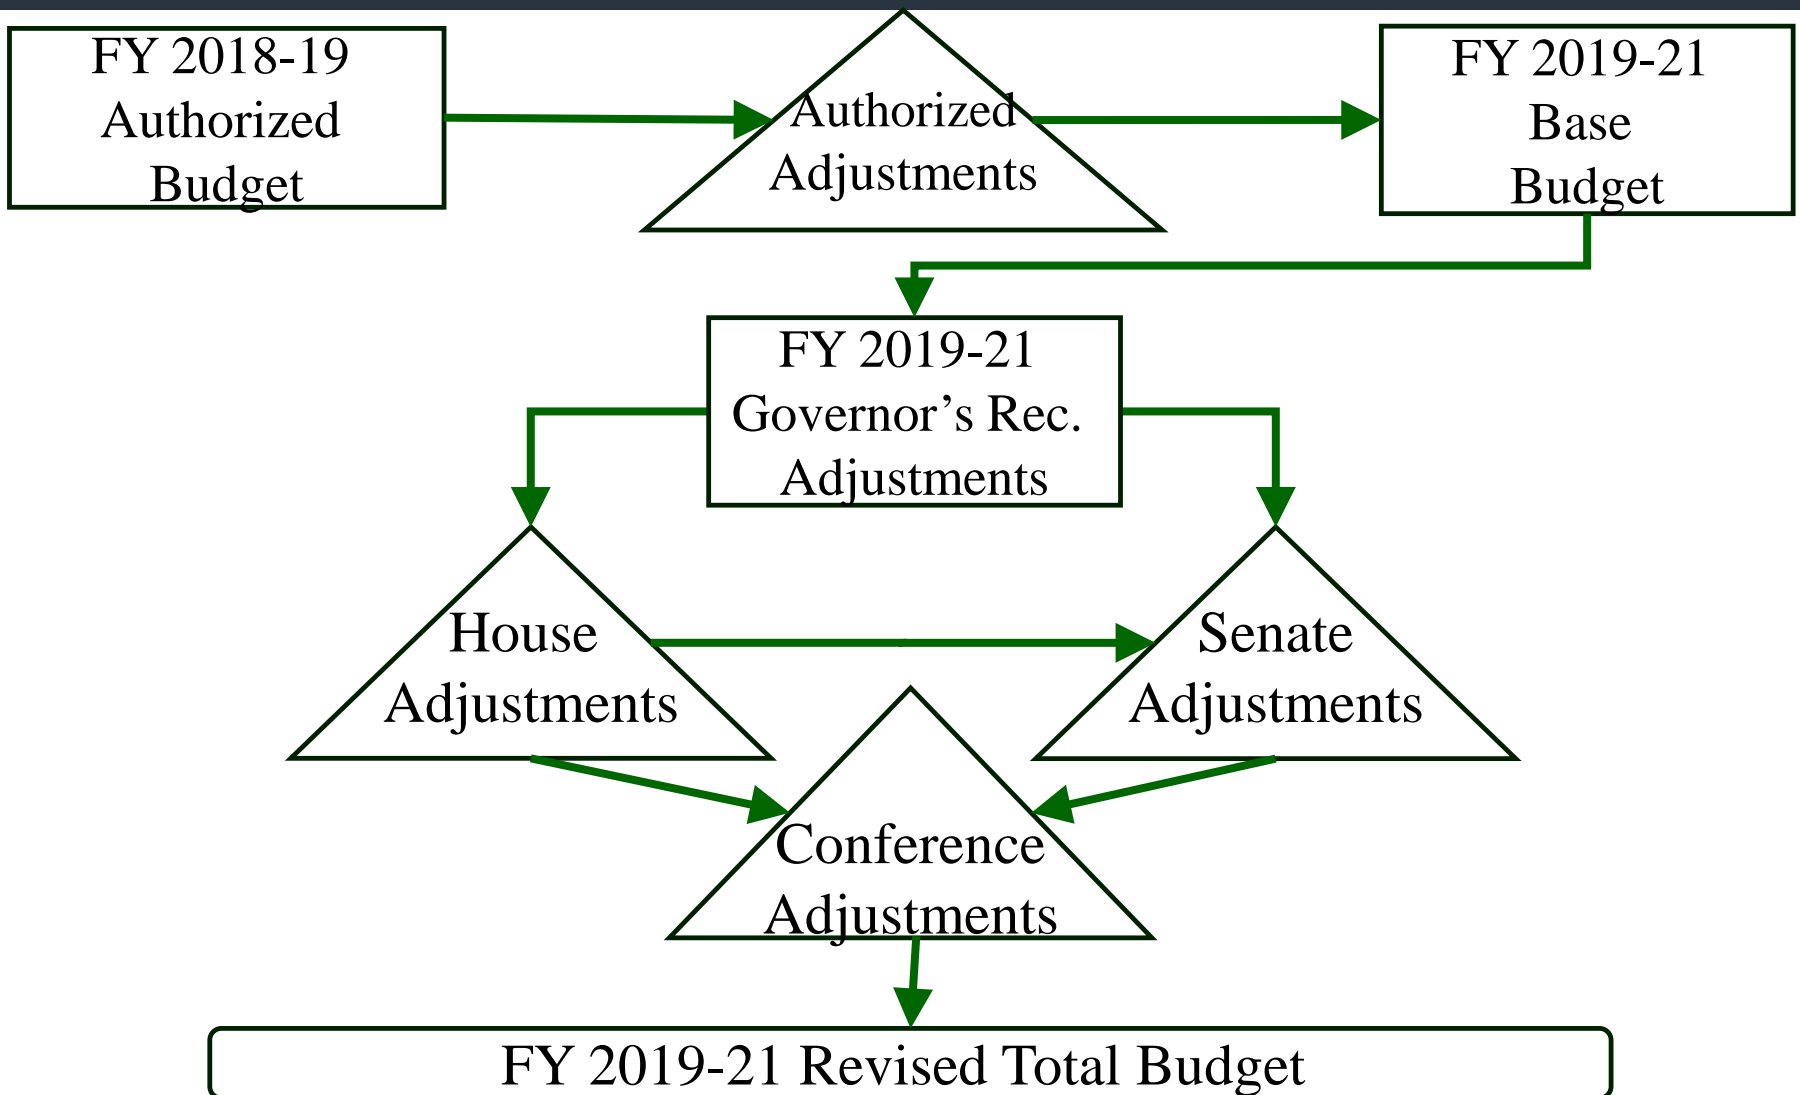 FY 2018-19
Authorized
Budget
Authorized
Adjustments
FY 2019-21
Base
Budget
FY 2019-21
Governor’s Rec.
Adjustments
House
Adjustments
Senate
Adjustments
Conference
Adjustments
FY 2019-21 Revised Total Budget